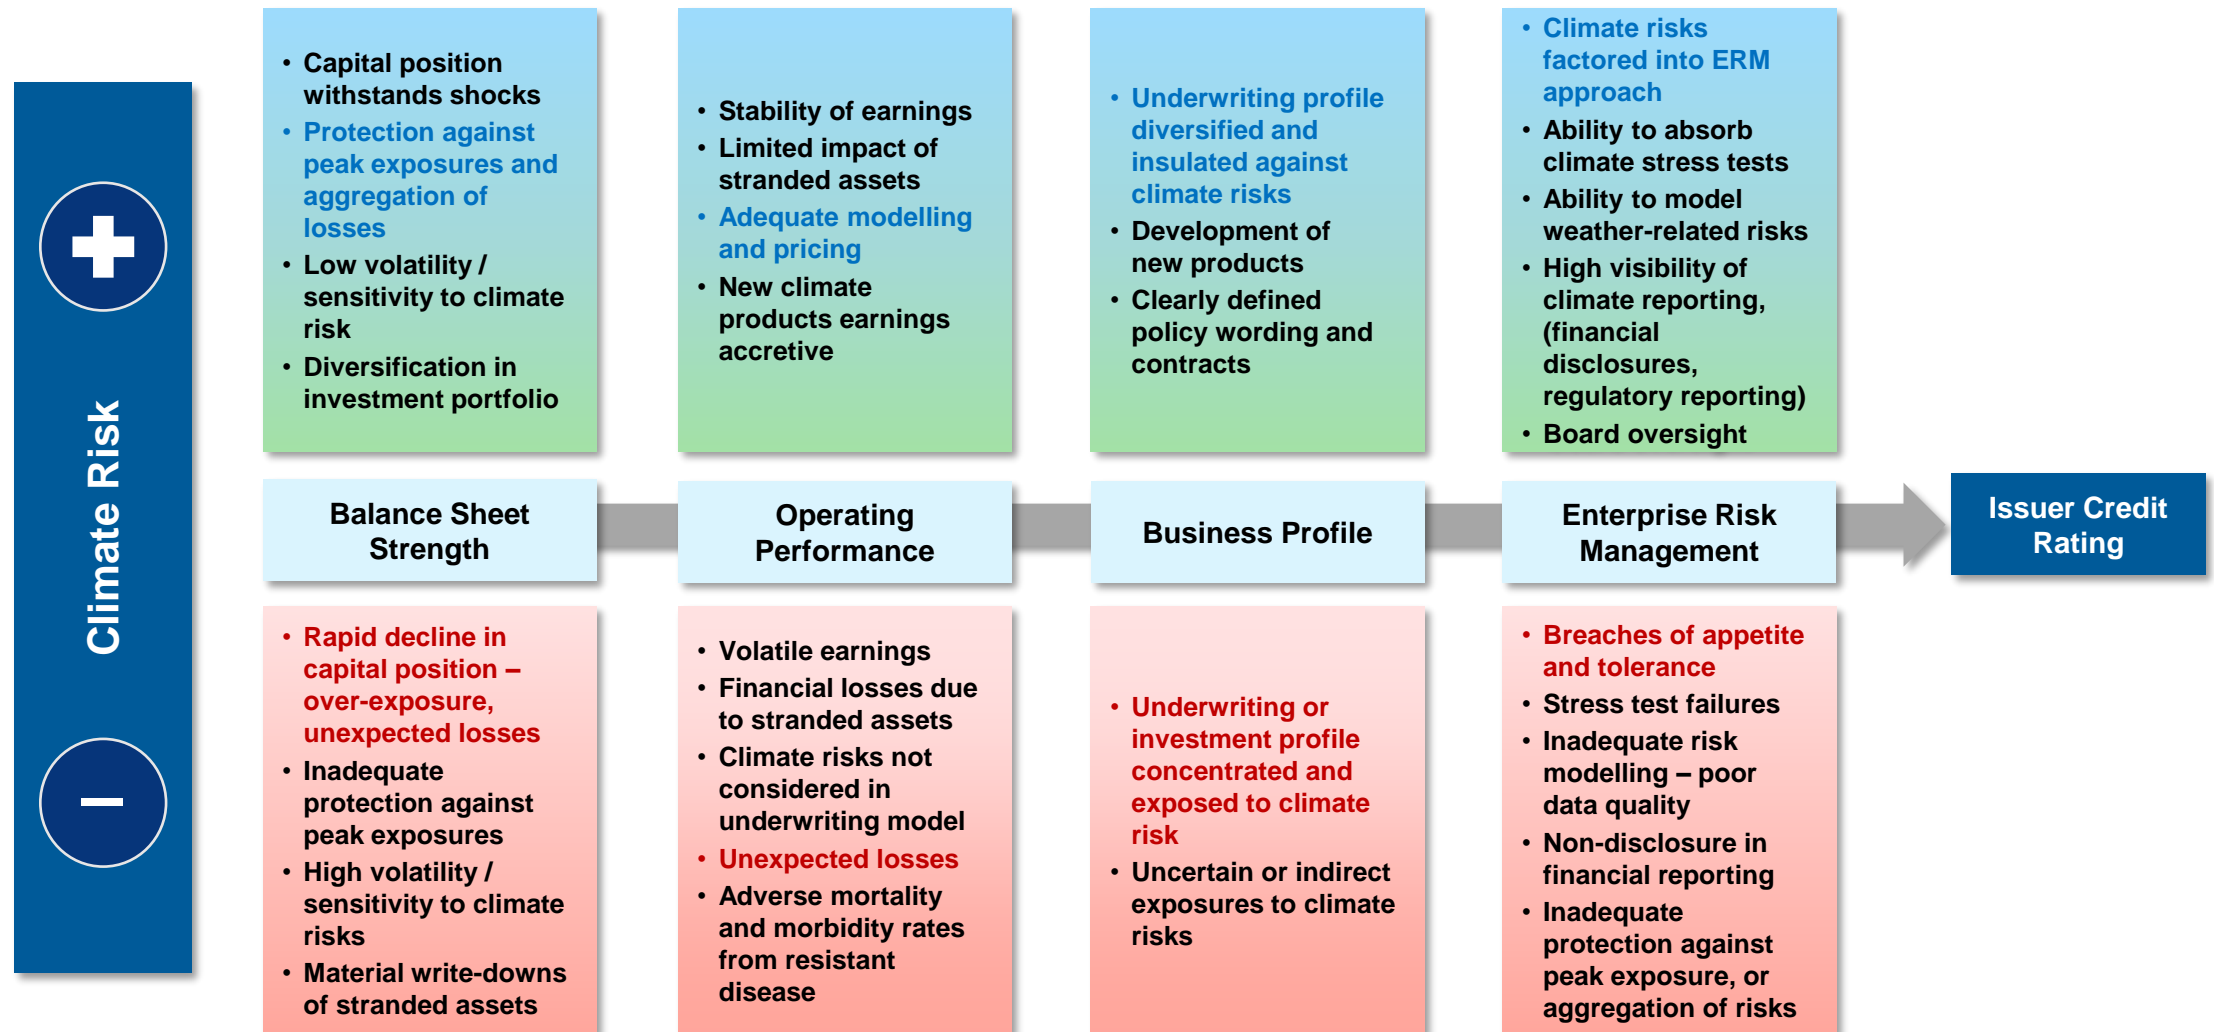 Climate Risk
• Capital position
withstands shocks
• Protection against
peak exposures and
aggregation of
losses
• Low volatility /
sensitivity to climate
risk
• Diversification in
investment portfolio
• Stability of earnings
• Limited impact of
stranded assets
• Adequate modelling
and pricing
• New climate
products earnings
accretive
• Underwriting profile
diversified and
insulated against
climate risks
• Development of
new products
• Clearly defined
policy wording and
contracts
• Climate risks
factored into ERM
approach
• Ability to absorb
climate stress tests
• Ability to model
weather-related risks
• High visibility of
climate reporting,
(financial
disclosures,
regulatory reporting)
• Board oversight
Balance Sheet
Strength
Operating
Performance
Business Profile
Enterprise Risk
Management
Issuer Credit
Rating
• Rapid decline in
capital position –
over-exposure,
unexpected losses
• Inadequate
protection against
peak exposures
• High volatility /
sensitivity to climate
risks
• Material write-downs
of stranded assets
• Volatile earnings
• Financial losses due
to stranded assets
• Climate risks not
considered in
underwriting model
• Unexpected losses
• Adverse mortality
and morbidity rates
from resistant
disease
• Underwriting or
investment profile
concentrated and
exposed to climate
risk
• Uncertain or indirect
exposures to climate
risks
• Breaches of appetite
and tolerance
• Stress test failures
• Inadequate risk
modelling – poor
data quality
• Non-disclosure in
financial reporting
• Inadequate
protection against
peak exposure, or
aggregation of risks